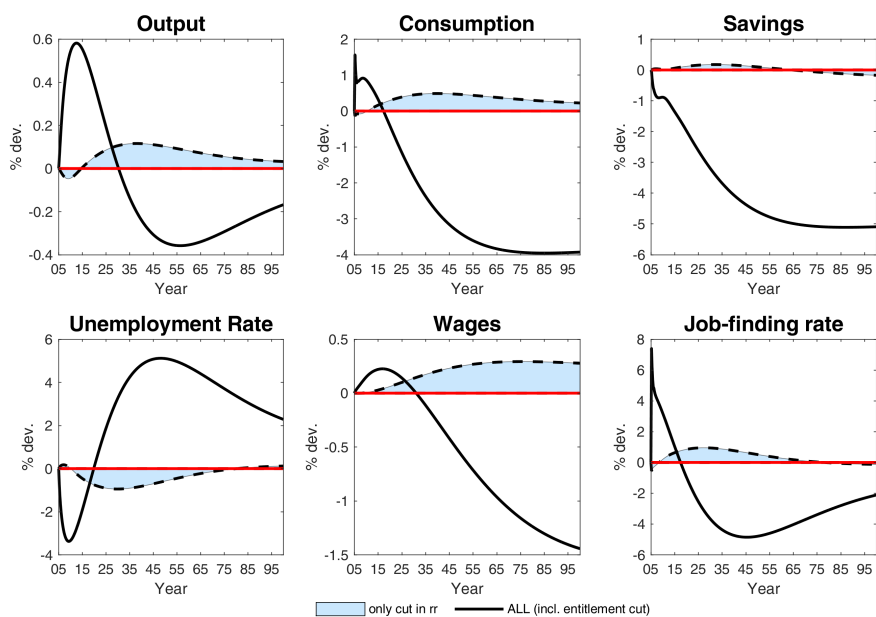 Output
0.6
0.4
0.2
0
-0.2
-0.4
% dev.
05 15 25 35 45 55 65 75 85 95
Year
Consumption
2
1
0
-1
-2
-3
-4
% dev.
05 15 25 35 45 55 65 75 85 95
Year
Savings
1
0
-1
-2
-3
-4
-5
-6
% dev.
05 15 25 35 45 55 65 75 85 95
Year
Unemployment Rate
6
4
2
0
-2
-4
% dev.
05 15 25 35 45 55 65 75 85 95
Year
Wages
0.5
0
-0.5
-1
-1.5
% dev.
05 15 25 35 45 55 65 75 85 95
Year
Job-finding rate
8
6
4
2
0
-2
-4
-6
% dev.
05 15 25 35 45 55 65 75 85 95
Year
only cut in rr
ALL (incl. entitlement cut)